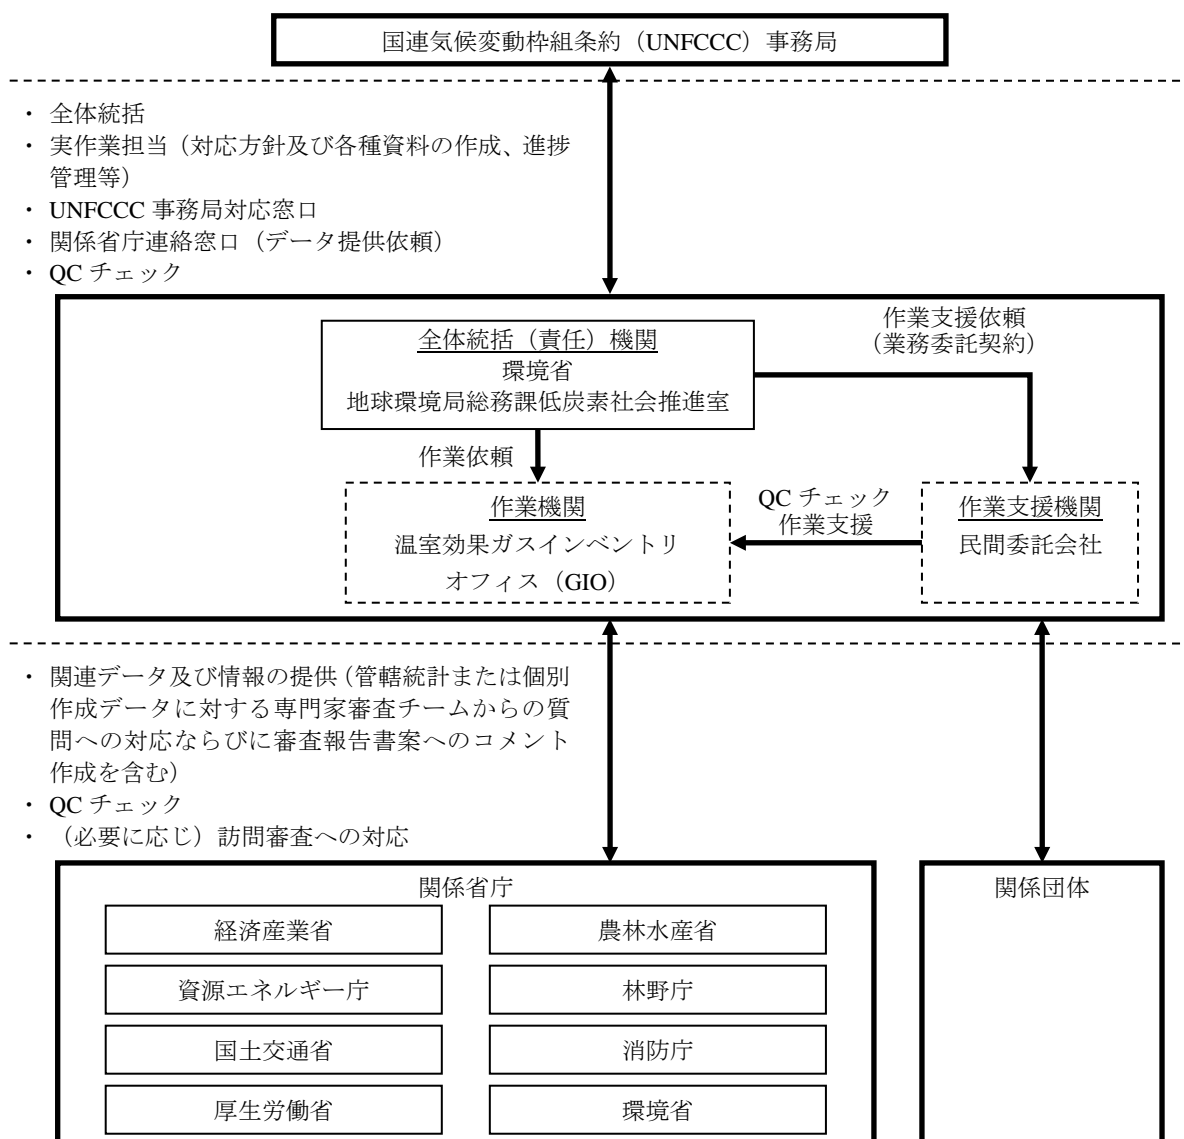 国連気候変動枠組条約（UNFCCC）事務局
・ 全体統括
・ 実作業担当（対応方針及び各種資料の作成、進捗
管理等）
・ UNFCCC 事務局対応窓口
・ 関係省庁連絡窓口（データ提供依頼）
・ QC チェック
全体統括（責任）機関
環境省
地球環境局総務課低炭素社会推進室
作業支援依頼
（業務委託契約）
作業依頼
作業機関
温室効果ガスインベントリ
オフィス（GIO）
QC チェック
作業支援
作業支援機関
民間委託会社
・ 関連データ及び情報の提供（管轄統計または個別
作成データに対する専門家審査チームからの質
問への対応ならびに審査報告書案へのコメント
作成を含む）
・ QC チェック
・ （必要に応じ）訪問審査への対応
関係省庁
経済産業省
農林水産省
資源エネルギー庁
林野庁
国土交通省
消防庁
厚生労働省
環境省
関係団体